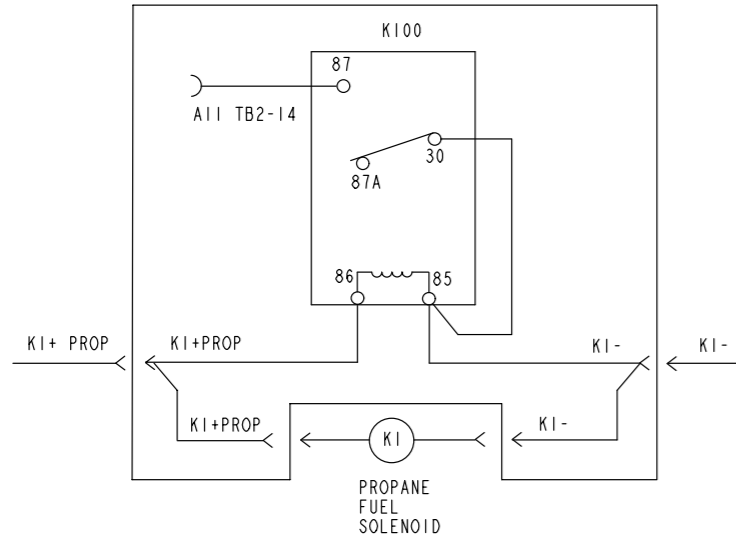 K100
87
A11 TB2-14
30
87A
86
85
K1+ PROP
K1+PROP
K1-
K1-
K1+PROP
K1
K1-
PROPANE
FUEL
SOLENOID